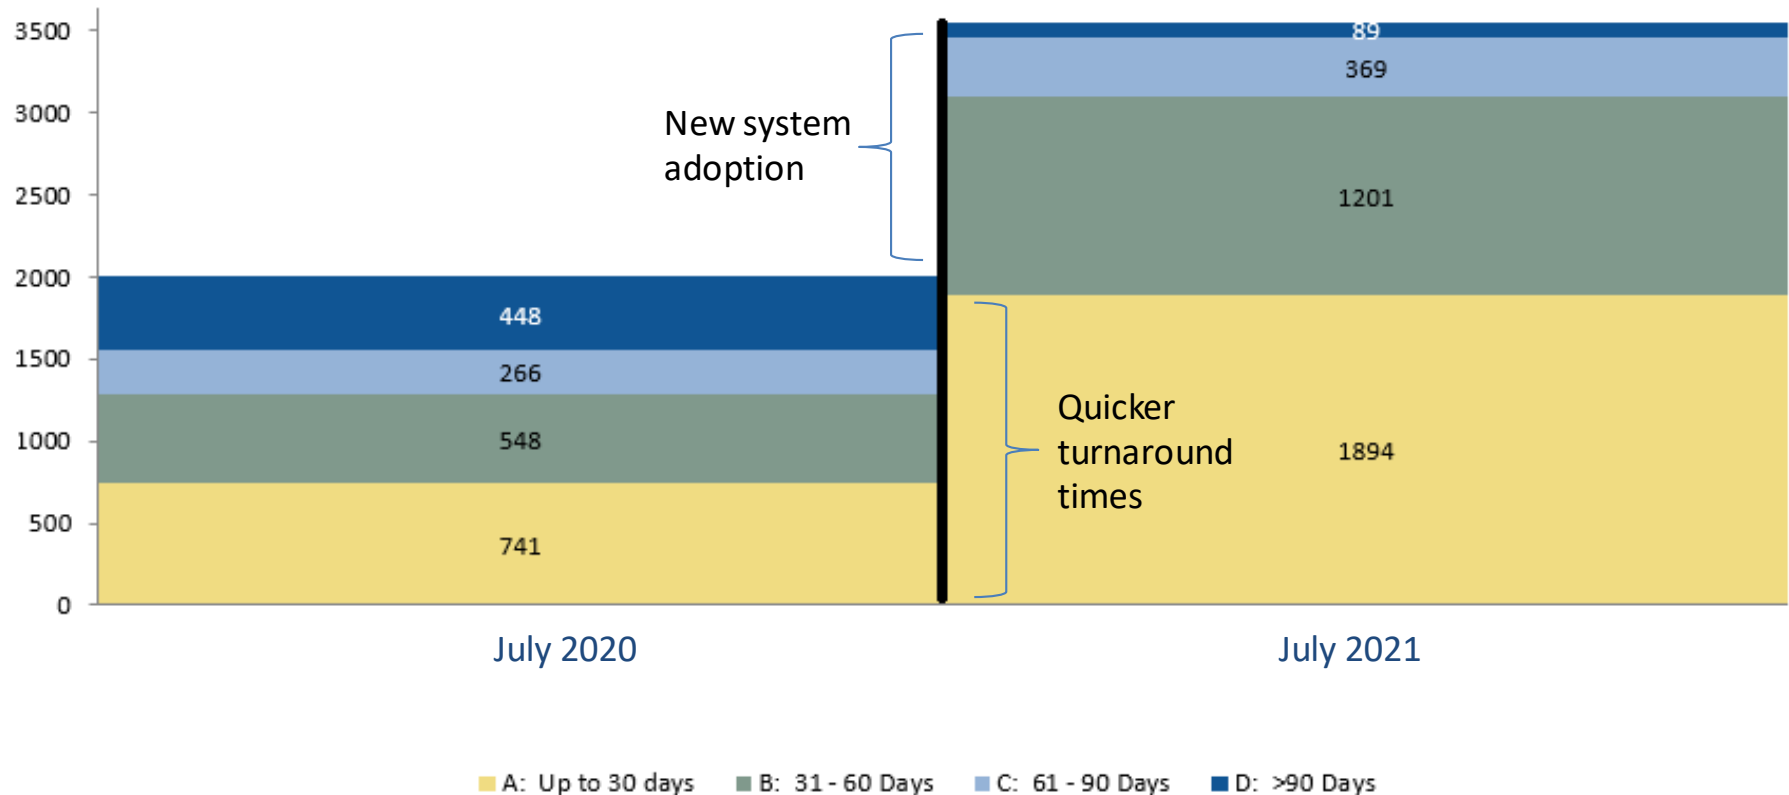 3500
3000
2500
2000
1500
1000
500
0
New system
adoption
448
266
548
741
89
369
1201
1894
Quicker
turnaround
times
July 2020
July 2021
A:  Up to 30 days
B:  31 - 60 Days
C:  61 - 90 Days
D:  >90 Days